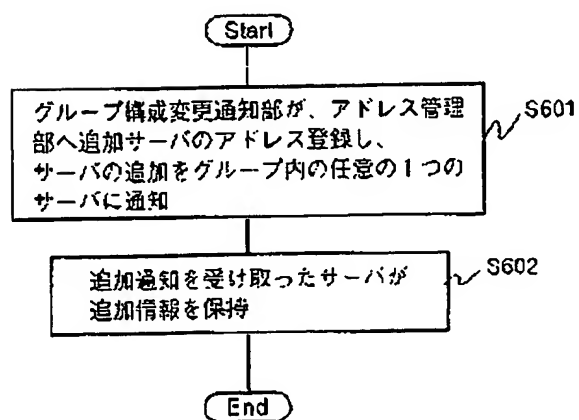 Start
グループ構成変更通知部が、アドレス管理
部へ追加サーバのアドレス登録し、
サーバの追加をグループ内の任意の１つの
サーバに通知
S601
追加通知を受け取ったサーバが
追加情報を保持
S602
End